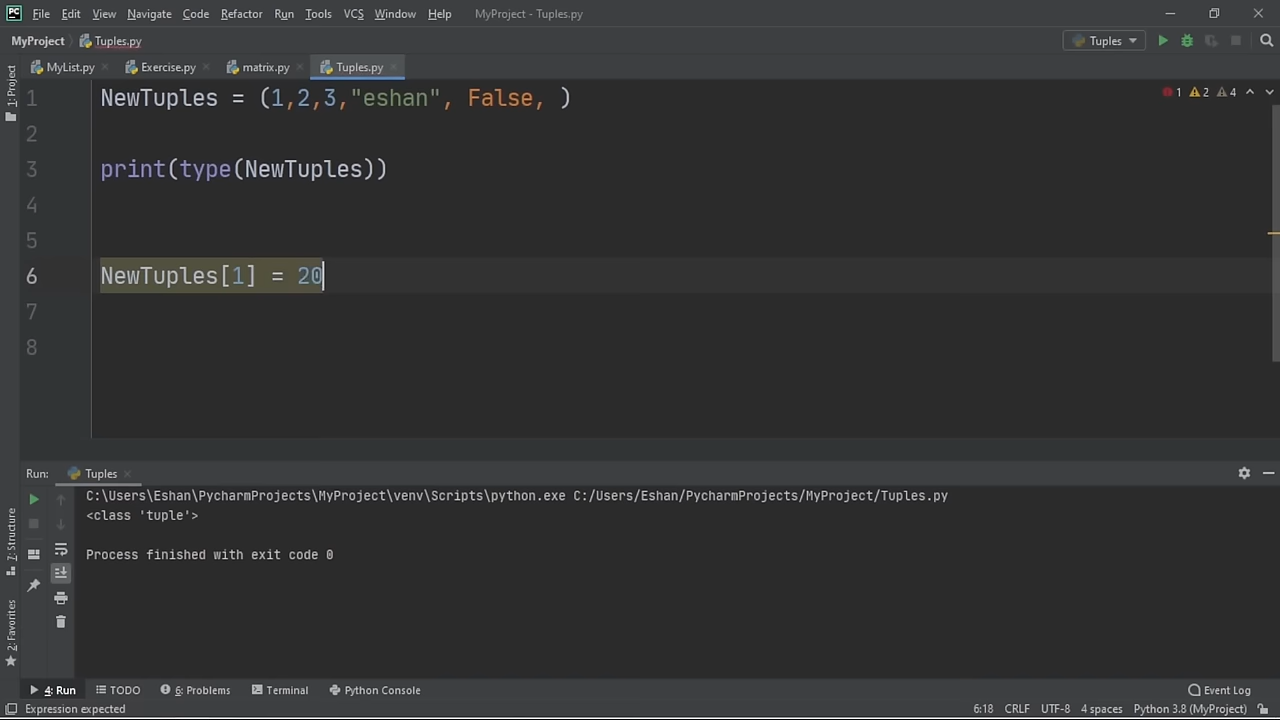 PC File Edit View Navigate Code Refactor Run Tools VCS Window Help MyProject - Tuples.py
MyProject Tuples.py Tuples
MyList.py Exercise.py matrix.py Tuples.py
1: Project
1 NewTuples = (1,2,3,"eshan", False, )
1 2 4
2
3 print(type(NewTuples))
4
5
6 NewTuples[1] = 20
7
8
Run: Tuples
C:\Users\Eshan\PycharmProjects\MyProject\venv\Scripts\python.exe C:/Users/Eshan/PycharmProjects/MyProject/Tuples.py
<class 'tuple'>
Process finished with exit code 0
7: Structure
2: Favorites
4: Run TODO 6: Problems Terminal Python Console Event Log
Expression expected 6:18 CRLF UTF-8 4 spaces Python 3.8 (MyProject)